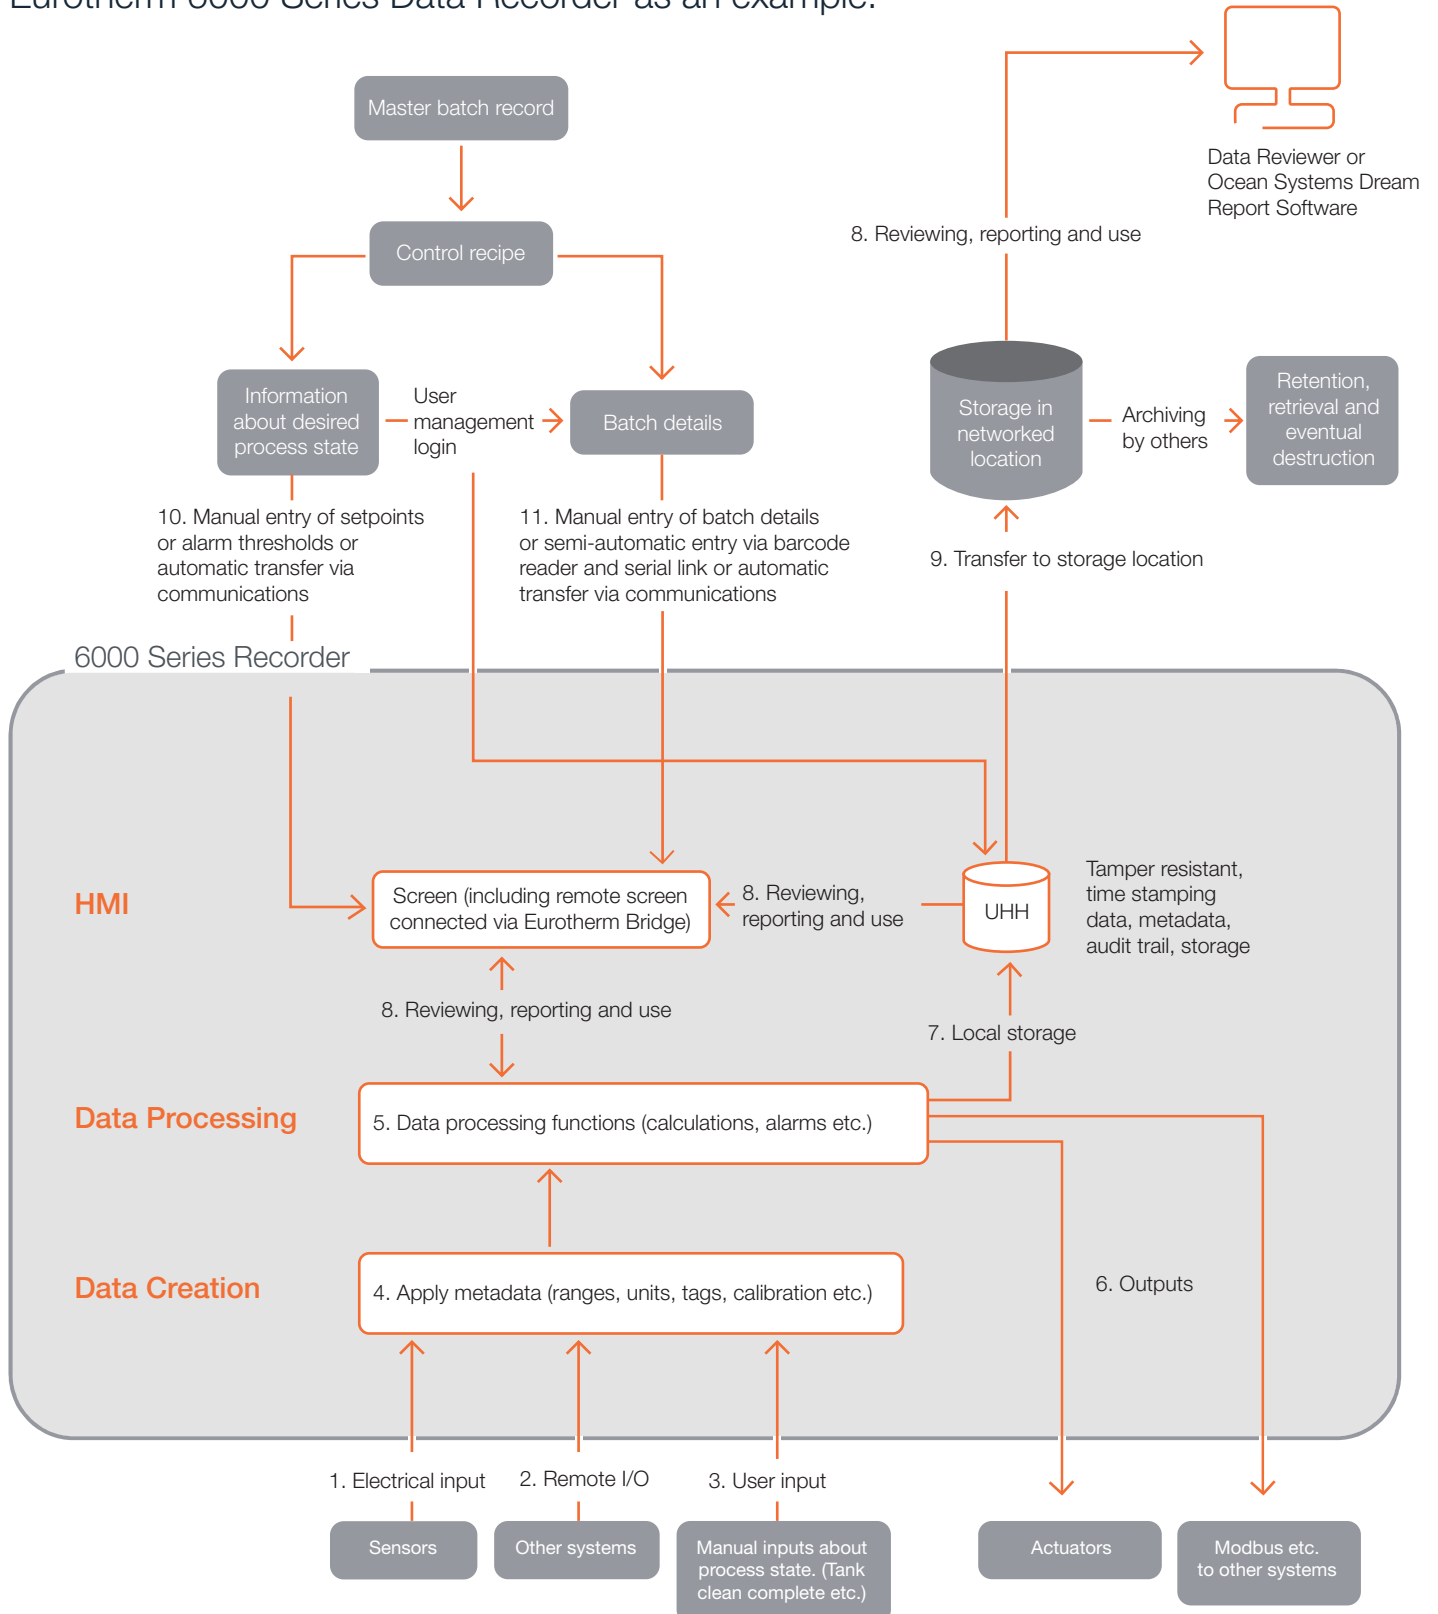 Eurotherm 6000 Series Data Recorder as an example.
Master batch record
Data Reviewer or
Ocean Systems Dream
Report Software
8. Reviewing, reporting and use
Control recipe
Information
about desired
process state
User
management
login
Batch details
Storage in
networked
location
Archiving
by others
Retention,
retrieval and
eventual
destruction
10. Manual entry of setpoints
or alarm thresholds or
automatic transfer via
communications
11. Manual entry of batch details
or semi-automatic entry via barcode
reader and serial link or automatic
transfer via communications
9. Transfer to storage location
6000 Series Recorder
HMI
Screen (including remote screen
connected via Eurotherm Bridge)
8. Reviewing,
reporting and use
UHH
Tamper resistant,
time stamping
data, metadata,
audit trail, storage
8. Reviewing, reporting and use
7. Local storage
Data Processing
5. Data processing functions (calculations, alarms etc.)
Data Creation
4. Apply metadata (ranges, units, tags, calibration etc.)
6. Outputs
1. Electrical input
2. Remote I/O
3. User input
Sensors
Other systems
Manual inputs about
process state. (Tank
clean complete etc.)
Actuators
Modbus etc.
to other systems